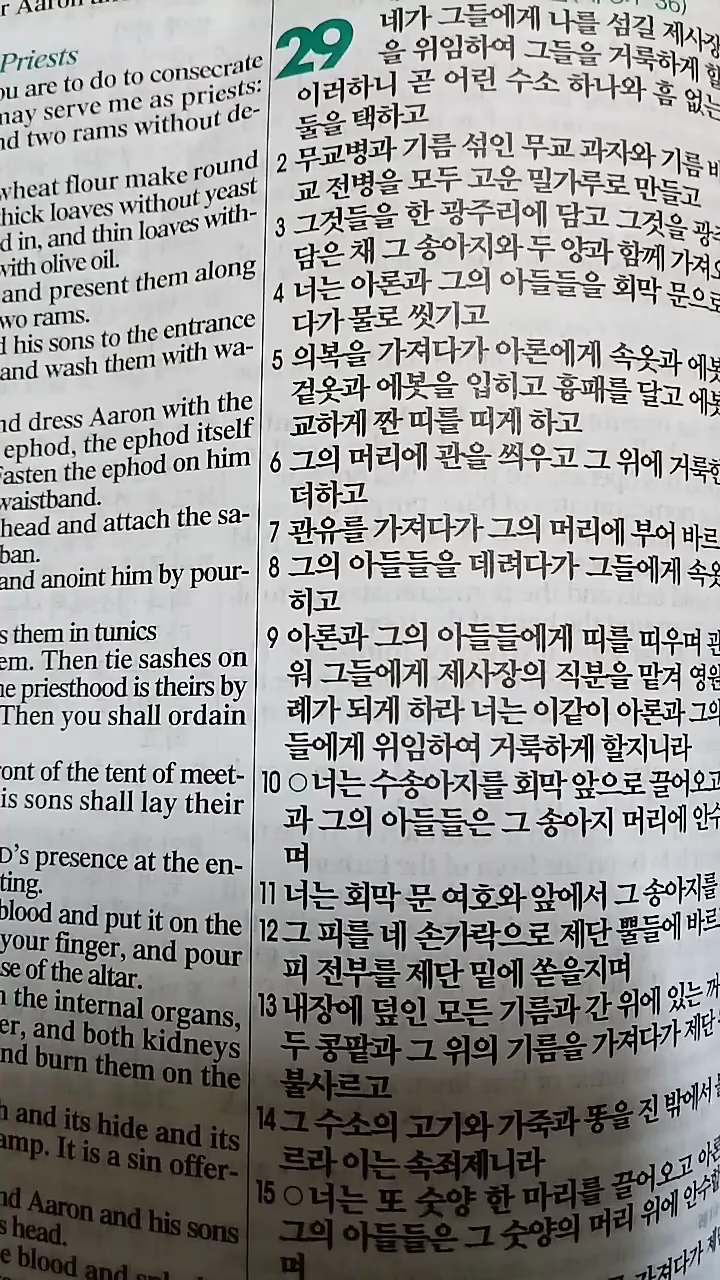 Priests
ou are to do to consecrate
may serve me as priests:
nd two rams without de-
wheat flour make round
hick loaves without yeast
d in, and thin loaves with-
with olive oil.
and present them along
wo rams.
d his sons to the entrance
and wash them with wa-
nd dress Aaron with the
ephod, the ephod itself
Fasten the ephod on him
waistband.
head and attach the sa-
ban.
and anoint him by pour-
s them in tunics
em. Then tie sashes on
he priesthood is theirs by
Then you shall ordain
ront of the tent of meet-
is sons shall lay their
D's presence at the en-
ting.
blood and put it on the
your finger, and pour
se of the altar.
n the internal organs,
er, and both kidneys
nd burn them on the
h and its hide and its
amp. It is a sin offer-
nd Aaron and his sons
s head.
e blood and
29 네가 그들에게 나를 섬길 제사장
을 위임하여 그들을 거룩하게 할
이러하니 곧 어린 수소 하나와 흠 없는
둘을 택하고
2 무교병과 기름 섞인 무교 과자와 기름 바
교 전병을 모두 고운 밀가루로 만들고
3 그것들을 한 광주리에 담고 그것을 광주
담은 채 그 송아지와 두 양과 함께 가져오
4 너는 아론과 그의 아들들을 회막 문으로
다가 물로 씻기고
5 의복을 가져다가 아론에게 속옷과 에봇
겉옷과 에봇을 입히고 흉패를 달고 에봇
교하게 짠 띠를 띠게 하고
6 그의 머리에 관을 씌우고 그 위에 거룩한
더하고
7 관유를 가져다가 그의 머리에 부어 바르
8 그의 아들들을 데려다가 그들에게 속옷
히고
9 아론과 그의 아들들에게 띠를 띠우며 관
워 그들에게 제사장의 직분을 맡겨 영원
례가 되게 하라 너는 이같이 아론과 그의
들에게 위임하여 거룩하게 할지니라
10 ○너는 수송아지를 회막 앞으로 끌어오고
과 그의 아들들은 그 송아지 머리에 안수
며
11 너는 회막 문 여호와 앞에서 그 송아지를
12 그 피를 네 손가락으로 제단 뿔들에 바르
피 전부를 제단 밑에 쏟을지며
13 내장에 덮인 모든 기름과 간 위에 있는 꺼
두 콩팥과 그 위의 기름을 가져다가 제단
불사르고
14 그 수소의 고기와 가죽과 똥을 진 밖에서 불
르라 이는 속죄제니라
15 ○너는 또 숫양 한 마리를 끌어오고 아론
그의 아들들은 그 숫양의 머리 위에 안수할
며
가져다가 제단